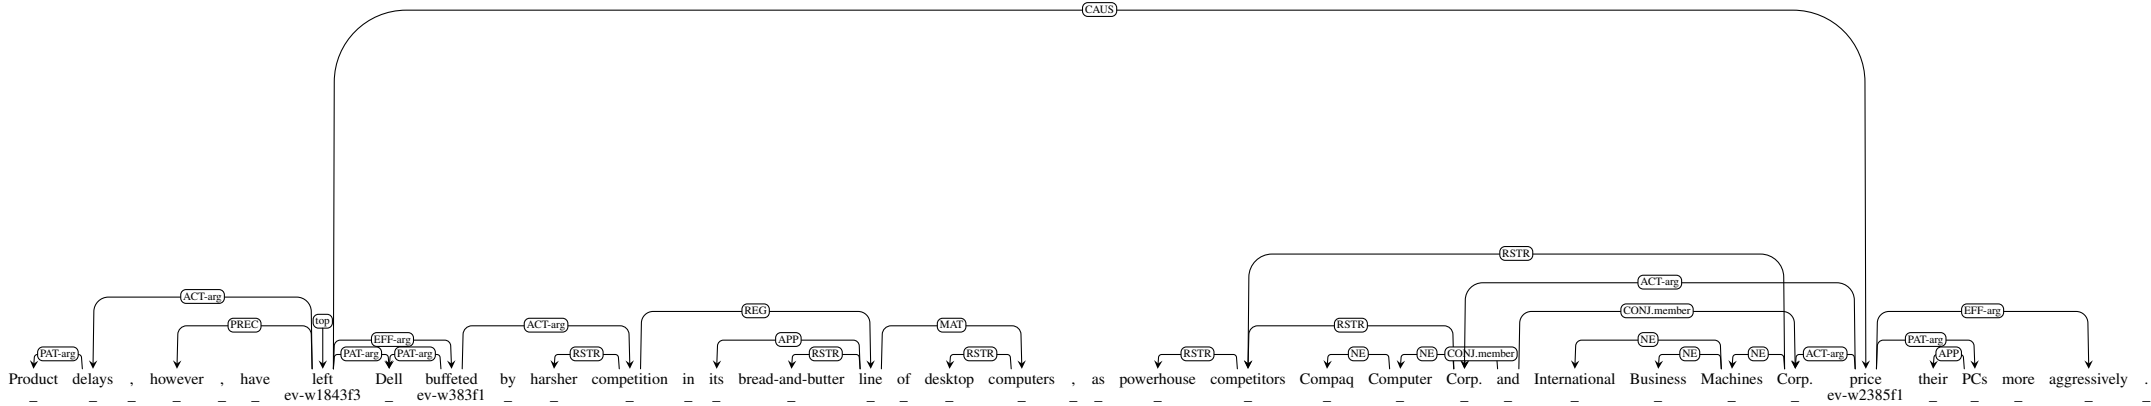 CAUS
RSTR
ACT-arg
ACT-arg REG CONJ.member EFF-arg
PREC top ACT-arg MAT RSTR
EFF-arg APP NE PAT-arg
PAT-arg PAT-arg PAT-arg RSTR RSTR RSTR RSTR NE NE CONJ.member NE NE ACT-arg APP
Product delays , however , have left Dell buffeted by harsher competition in its bread-and-butter line of desktop computers , as powerhouse competitors Compaq Computer Corp. and International Business Machines Corp. price their PCs more aggressively .
_ _ _ _ _ _ ev-w1843f3 _ ev-w383f1 _ _ _ _ _ _ _ _ _ _ _ _ _ _ _ _ _ _ _ _ _ _ ev-w2385f1 _ _ _ _ _